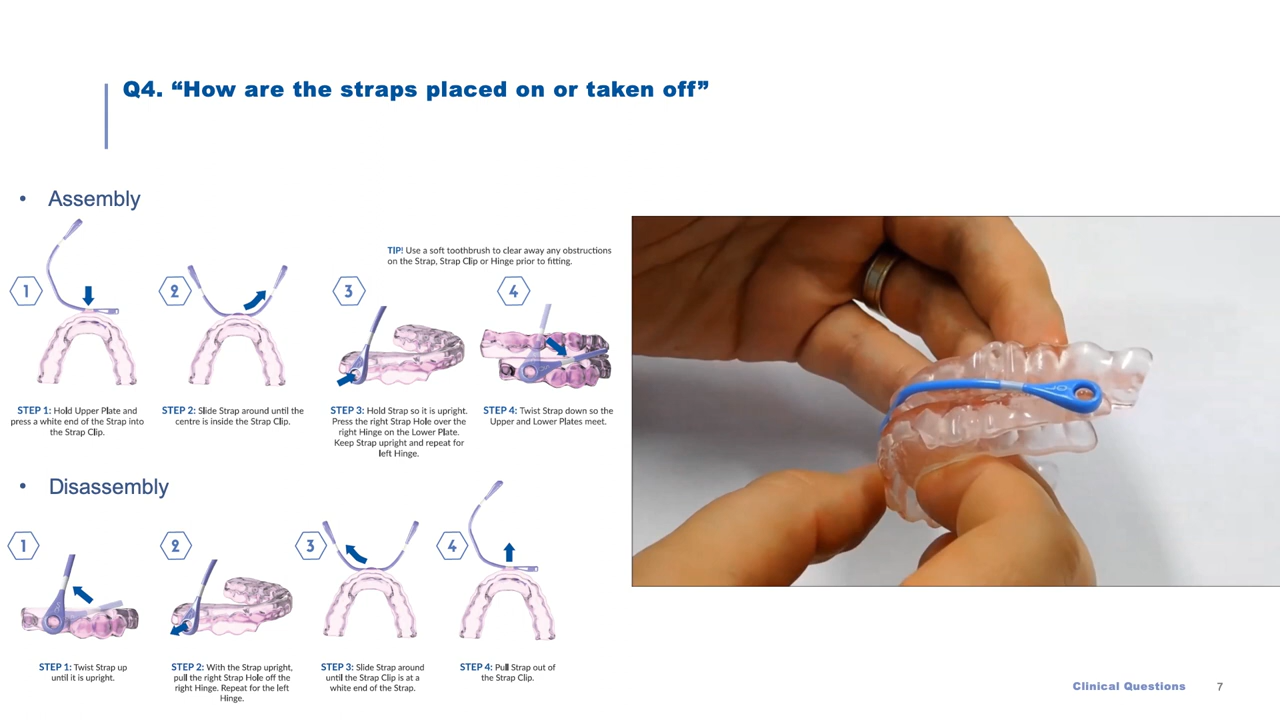 Q4. “How are the straps placed on or taken off”
• Assembly
TIP! Use a soft toothbrush to clear away any obstructions
on the Strap, Strap Clip or Hinge prior to fitting.
1
2
3
4
STEP 1: Hold Upper Plate and
press a white end of the Strap into
the Strap Clip.
STEP 2: Slide Strap around until the
centre is inside the Strap Clip.
STEP 3: Hold Strap so it is upright.
Press the right Strap Hole over the
right Hinge on the Lower Plate.
Keep Strap upright and repeat for
left Hinge.
STEP 4: Twist Strap down so the
Upper and Lower Plates meet.
• Disassembly
1
2
3
4
STEP 1: Twist Strap up
until it is upright.
STEP 2: With the Strap upright,
pull the right Strap Hole off the
right Hinge. Repeat for the left
Hinge.
STEP 3: Slide Strap around
until the Strap Clip is at a
white end of the Strap.
STEP 4: Pull Strap out of
the Strap Clip.
Clinical Questions 7